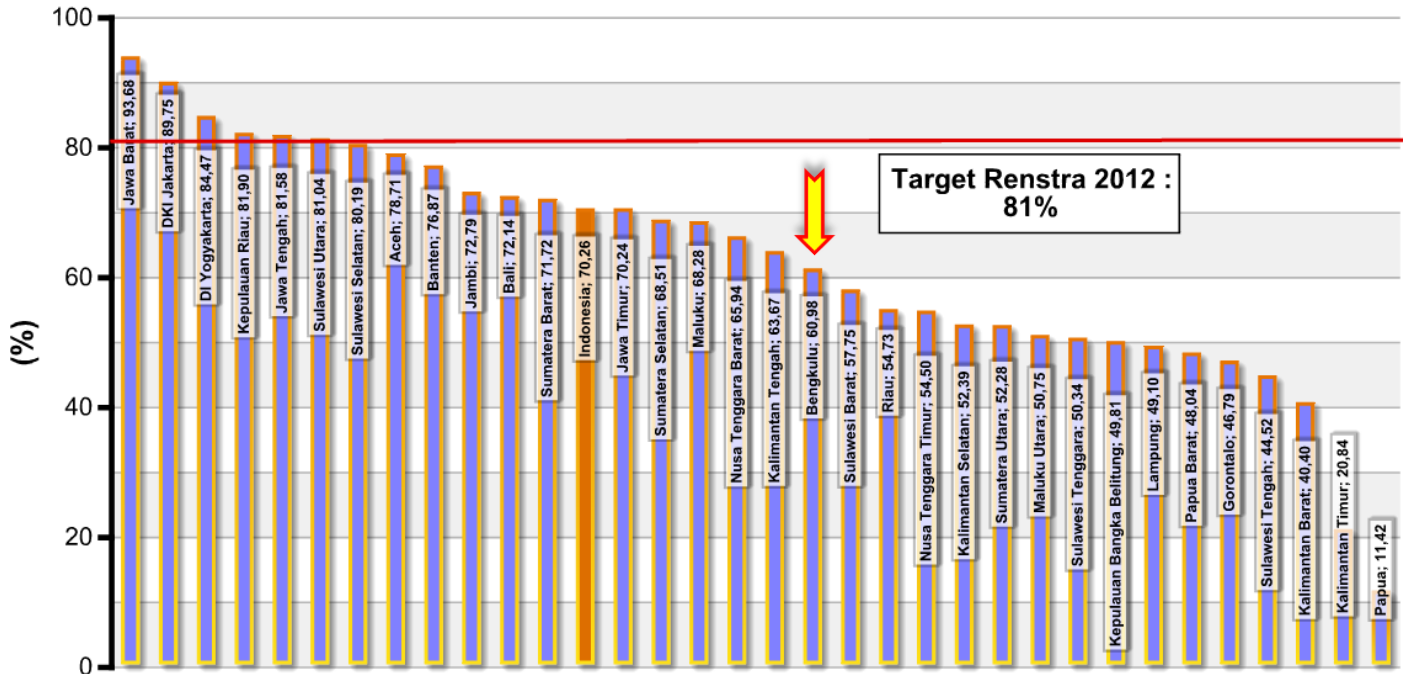 100
80
60
40
20
0
(%)
Target Renstra 2012 :
81%
Jawa Barat; 93,68
DKI Jakarta; 89,75
DI Yogyakarta; 84,47
Kepulauan Riau; 81,90
Jawa Tengah; 81,58
Sulawesi Utara; 81,04
Sulawesi Selatan; 80,19
Aceh; 78,71
Banten; 76,87
Jambi; 72,79
Bali; 72,14
Sumatera Barat; 71,72
Indonesia; 70,26
Jawa Timur; 70,24
Sumatera Selatan; 68,51
Maluku; 68,28
Nusa Tenggara Barat; 65,94
Kalimantan Tengah; 63,67
Bengkulu; 60,98
Sulawesi Barat; 57,75
Riau; 54,73
Nusa Tenggara Timur; 54,50
Kalimantan Selatan; 52,39
Sumatera Utara; 52,28
Maluku Utara; 50,75
Sulawesi Tenggara; 50,34
Kepulauan Bangka Belitung; 49,81
Lampung; 49,10
Papua Barat; 48,04
Gorontalo; 46,79
Sulawesi Tengah; 44,52
Kalimantan Barat; 40,40
Kalimantan Timur; 20,84
Papua; 11,42